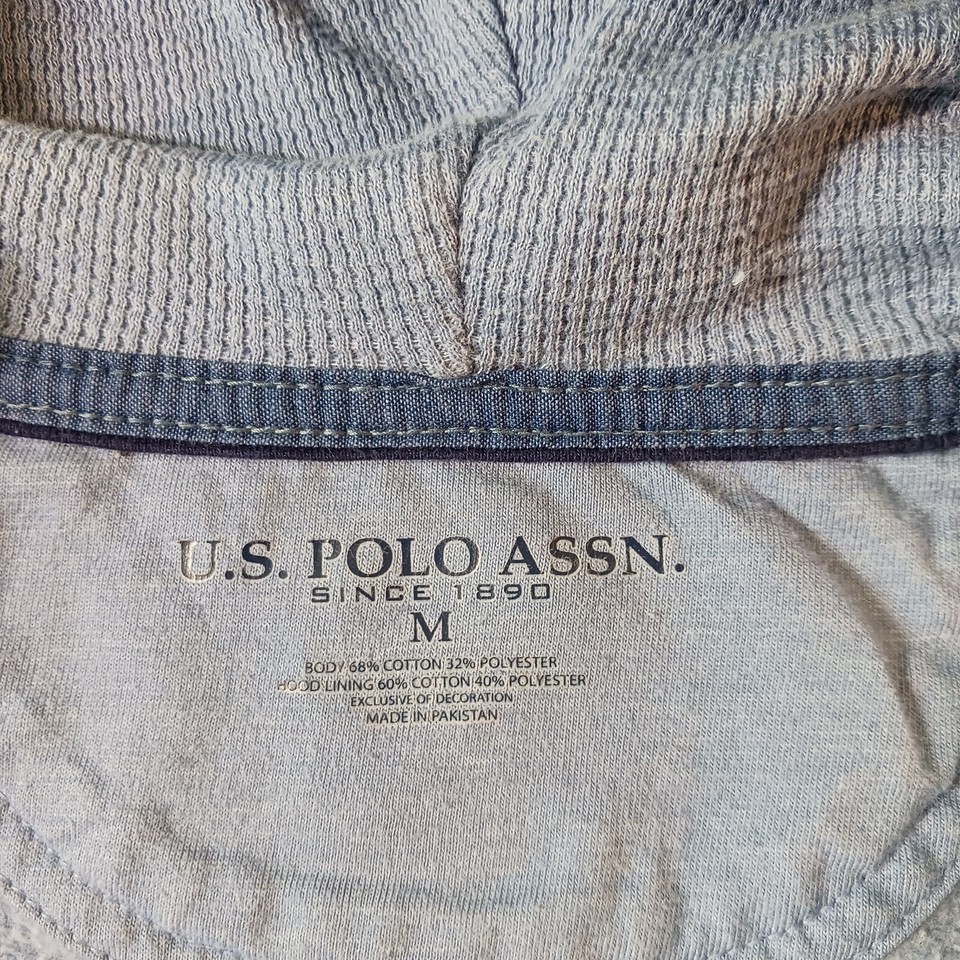 U.S. POLO ASSN.
SINCE 1890
M
BODY 68% COTTON 32% POLYESTER
HOOD LINING 60% COTTON 40% POLYESTER
EXCLUSIVE OF DECORATION
MADE IN PAKISTAN